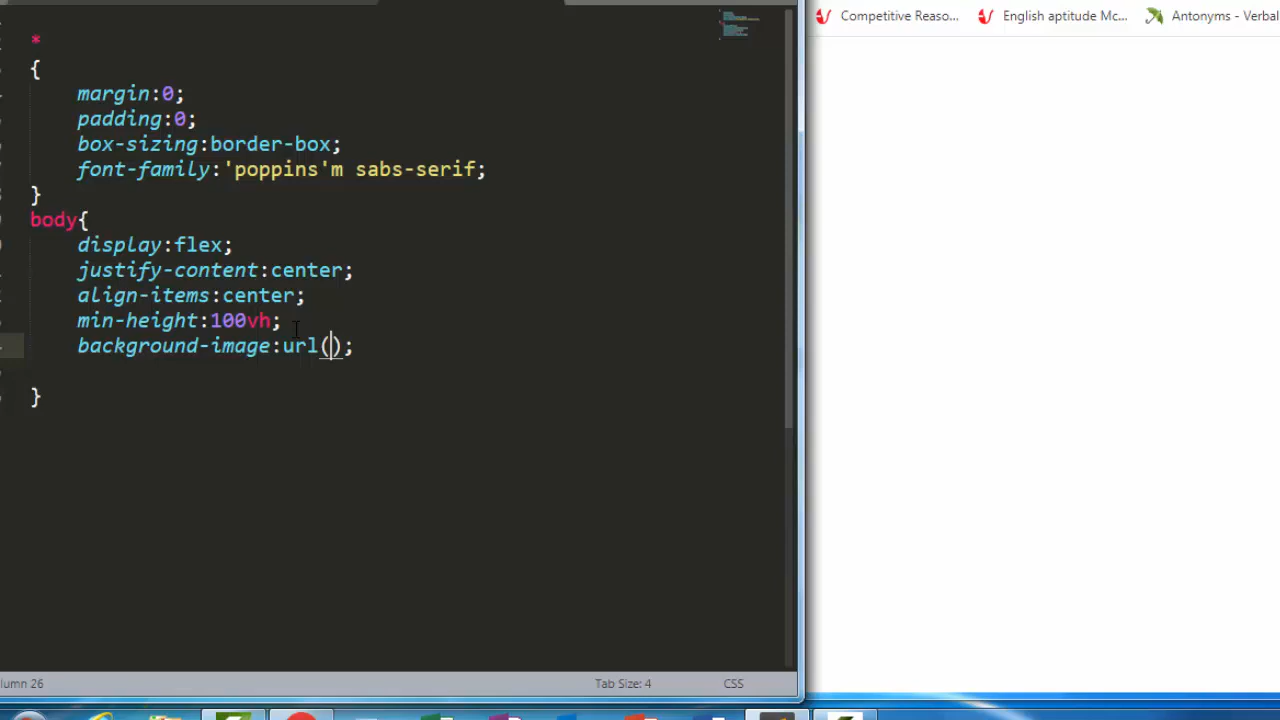 Competitive Reaso... English aptitude Mc... Antonyms - Verbal
*
{
margin:0;
padding:0;
box-sizing:border-box;
font-family:'poppins'm sabs-serif;
}
body{
display:flex;
justify-content:center;
align-items:center;
min-height:100vh;
background-image:url();
}
lumn 26 Tab Size: 4 CSS